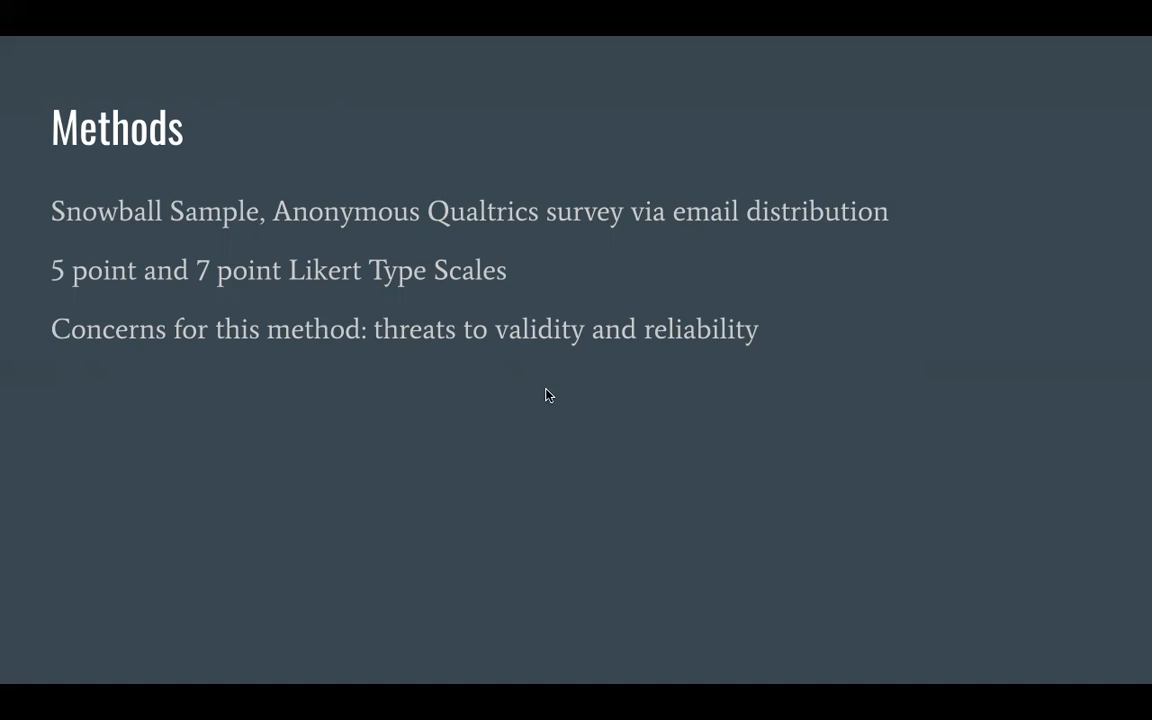 Methods
Snowball Sample, Anonymous Qualtrics survey via email distribution
5 point and 7 point Likert Type Scales
Concerns for this method: threats to validity and reliability